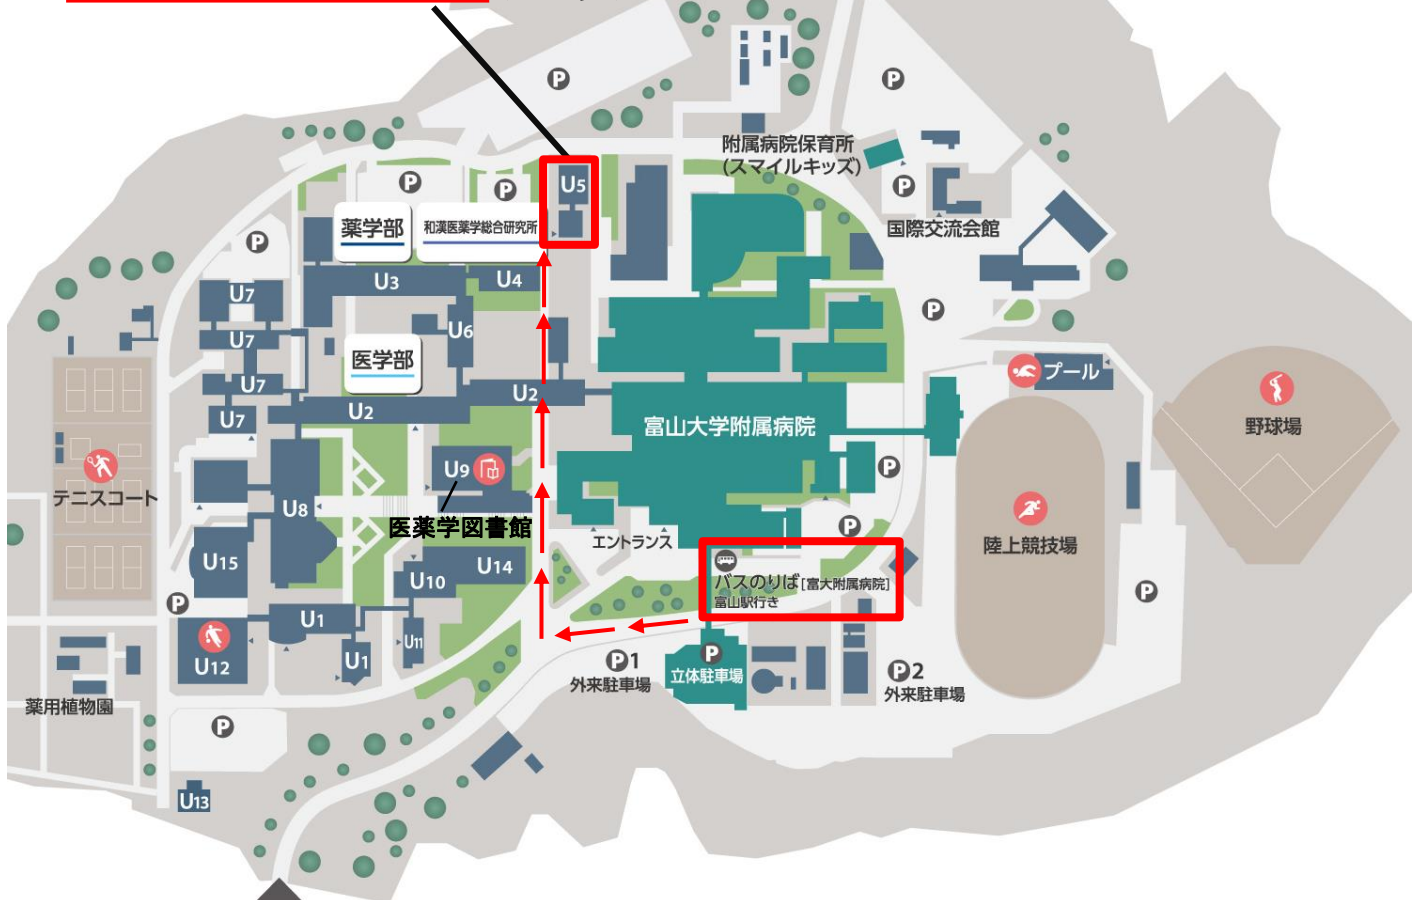 P
P
附属病院保育所
(スマイルキッズ)
P
P
P
U5
薬学部
和漢医薬学総合研究所
国際交流会館
P
U3
U4
U7
P
U6
U7
医学部
プール
U7
U2
U2
U7
富山大学附属病院
野球場
U9
P
テニスコート
U8
医薬学図書館
P
エントランス
陸上競技場
U15
U14
U10
バスのりば[富大附属病院]
富山駅行き
P
P
U1
U11
U12
U1
P1
外来駐車場
P
立体駐車場
P2
外来駐車場
薬用植物園
P
U13